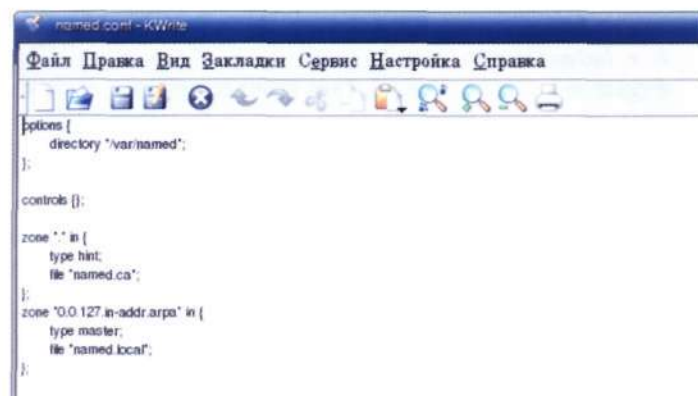 named.conf - KWrite
Файл Правка Вид Закладки Сервис Настройка Справка
options {
directory "/var/named";
};
controls {};
zone "." in {
type hint;
file "named.ca";
};
zone "0.0.127.in-addr.arpa" in {
type master;
file "named.local";
};